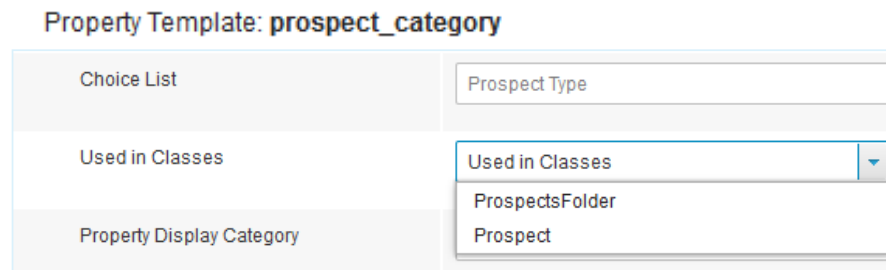 Property Template: prospect_category
Choice List
Prospect Type
Used in Classes
Used in Classes
ProspectsFolder
Prospect
Property Display Category